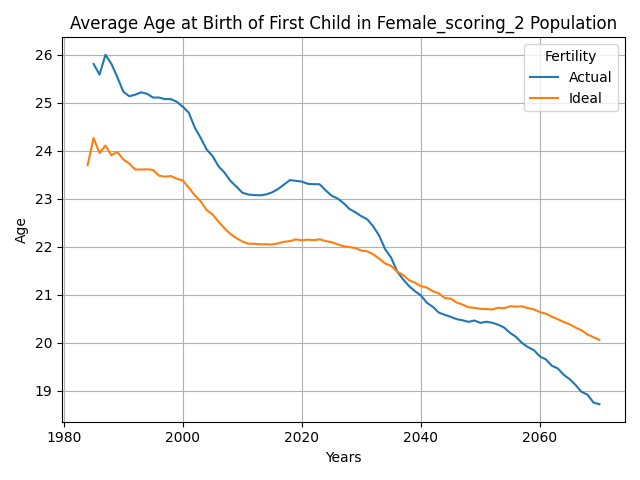 Average Age at Birth of First Child in Female_scoring_2 Population
Fertility
Actual
Ideal
26
25
24
23
22
21
20
19
Age
1980
2000
2020
2040
2060
Years